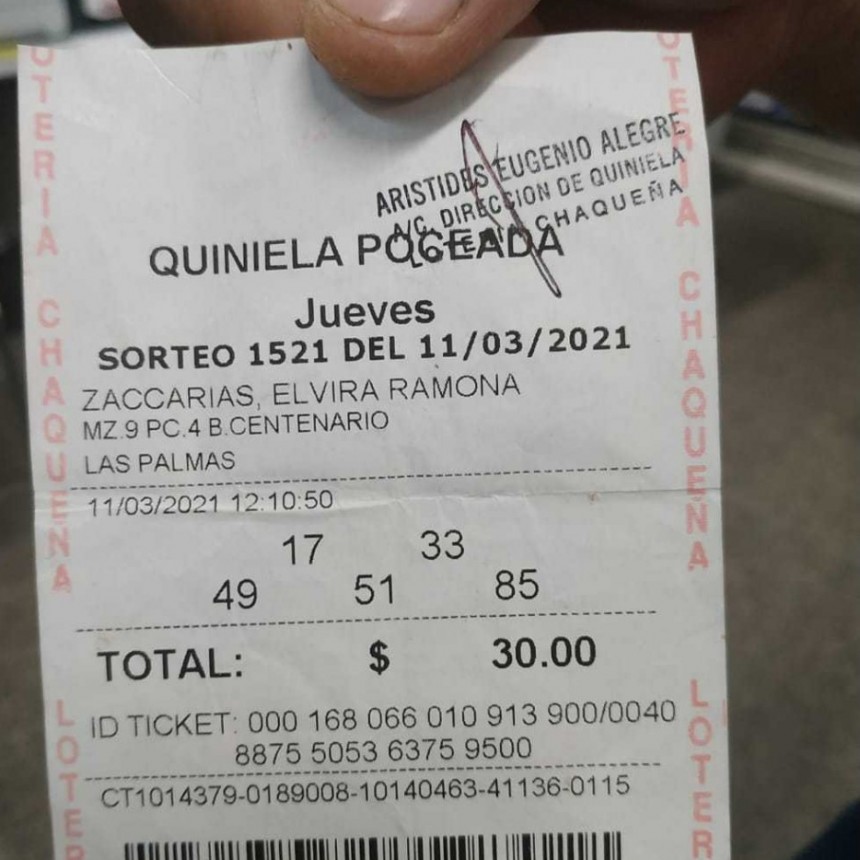 ARISTIDES EUGENIO ALEGRE
A/C. DIRECCION DE QUINIELA
CHAQUEÑA
QUINIELA POCEADA
Jueves
SORTEO 1521 DEL 11/03/2021
ZACCARIAS, ELVIRA RAMONA
MZ.9 PC.4 B.CENTENARIO
LAS PALMAS
11/03/2021 12:10:50
17 33
49 51 85
TOTAL: $ 30.00
ID TICKET: 000 168 066 010 913 900/0040
8875 5053 6375 9500
CT1014379-0189008-10140463-41136-0115
LOTERIA CHAQUEÑA LOTER
LOTERIA CHAQUEÑA LOTER